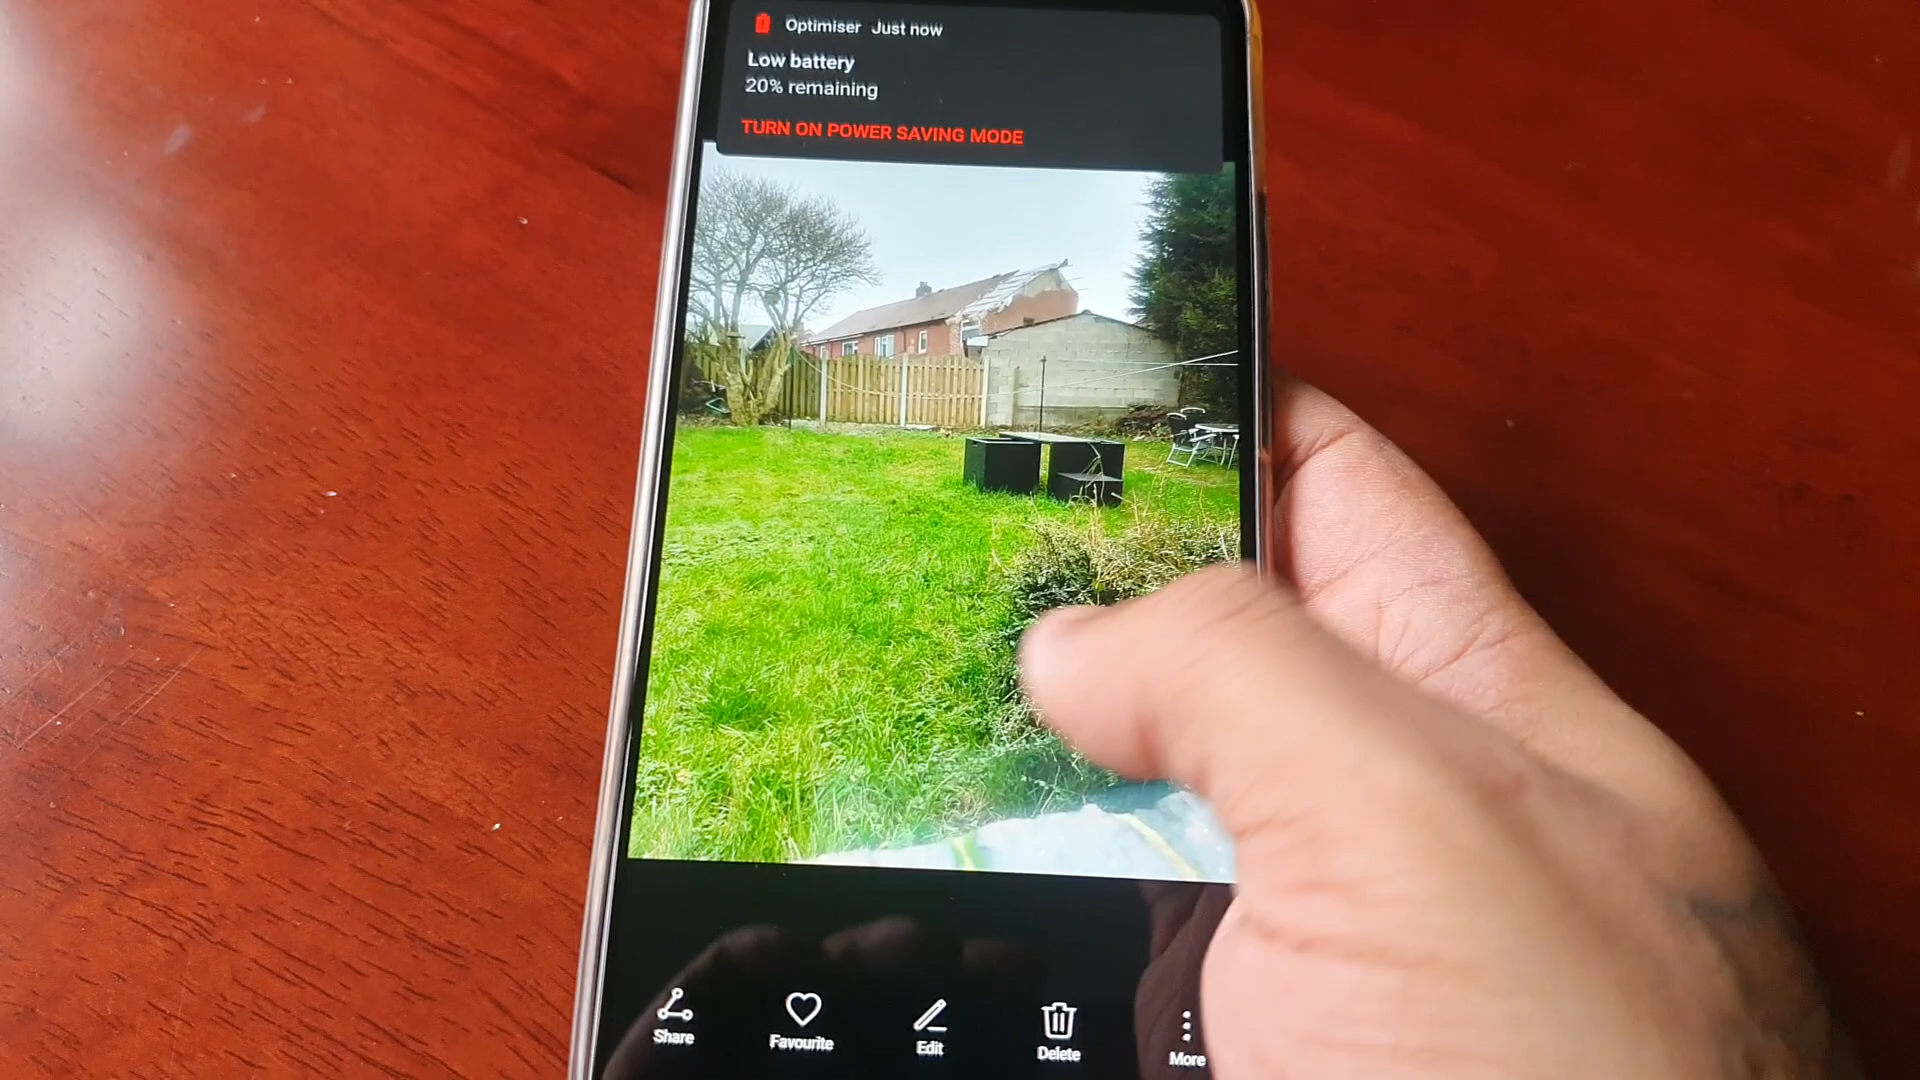 Optimiser Just now
Low battery
20% remaining
TURN ON POWER SAVING MODE
Share
Favourite
Edit
Delete
More